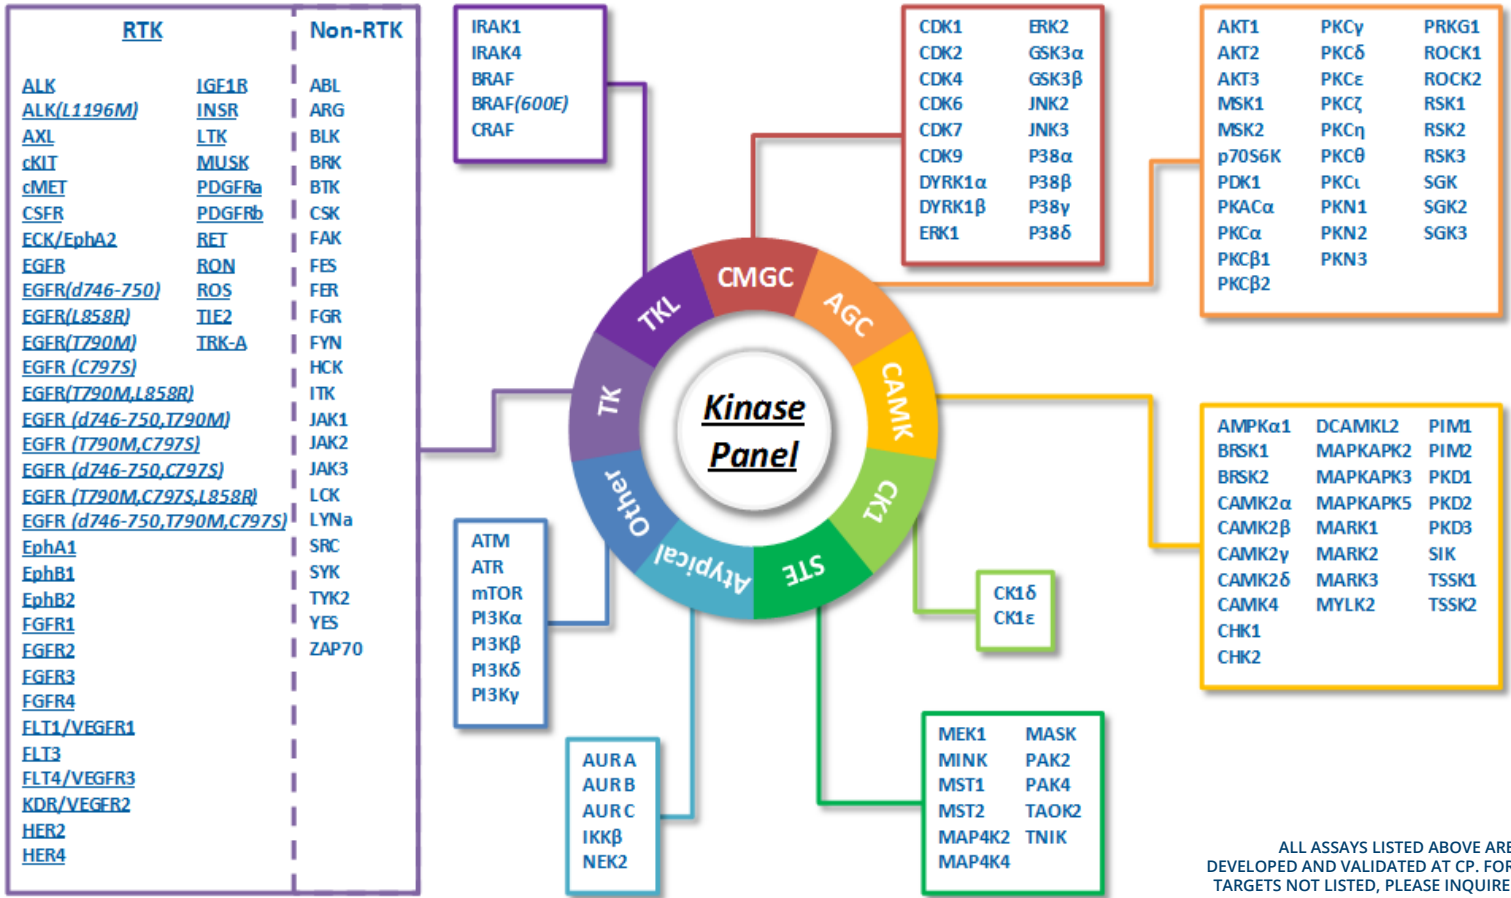 RTK
ALK
ALK(L1196M)
AXL
cKIT
cMET
CSFR
ECK/EphA2
EGFR
EGFR(d746-750)
EGFR(L858R)
EGFR(T790M)
EGFR (C797S)
EGFR(T790M,L858R)
EGFR (d746-750,T790M)
EGFR (T790M,C797S)
EGFR (d746-750,C797S)
EGFR (T790M,C797S,L858R)
EGFR (d746-750,T790M,C797S)
EphA1
EphB1
EphB2
FGFR1
FGFR2
FGFR3
FGFR4
FLT1/VEGFR1
FLT3
FLT4/VEGFR3
KDR/VEGFR2
HER2
HER4
IGF1R
INSR
LTK
MUSK
PDGFRa
PDGFRb
RET
RON
ROS
TIE2
TRK-A
Non-RTK
ABL
ARG
BLK
BRK
BTK
CSK
FAK
FES
FER
FGR
FYN
HCK
ITK
JAK1
JAK2
JAK3
LCK
LYNa
SRC
SYK
TYK2
YES
ZAP70
IRAK1
IRAK4
BRAF
BRAF(600E)
CRAF
CDK1
CDK2
CDK4
CDK6
CDK7
CDK9
DYRK1α
DYRK1β
ERK1
ERK2
GSK3α
GSK3β
JNK2
JNK3
P38α
P38β
P38γ
P38δ
AKT1
AKT2
AKT3
MSK1
MSK2
p70S6K
PDK1
PKACα
PKCα
PKCβ1
PKCβ2
PKCγ
PKCδ
PKCε
PKCζ
PKCη
PKCθ
PKCι
PKN1
PKN2
PKN3
PRKG1
ROCK1
ROCK2
RSK1
RSK2
RSK3
SGK
SGK2
SGK3
CMGC
AGC
CAMK
CK1
STE
Atypical
Other
TK
TKL
Kinase
Panel
AMPKα1
BRSK1
BRSK2
CAMK2α
CAMK2β
CAMK2γ
CAMK2δ
CAMK4
CHK1
CHK2
DCAMKL2
MAPKAPK2
MAPKAPK3
MAPKAPK5
MARK1
MARK2
MARK3
MYLK2
PIM1
PIM2
PKD1
PKD2
PKD3
SIK
TSSK1
TSSK2
ATM
ATR
mTOR
PI3Kα
PI3Kβ
PI3Kδ
PI3Kγ
CK1δ
CK1ε
AUR A
AUR B
AUR C
IKKβ
NEK2
MEK1
MINK
MST1
MST2
MAP4K2
MAP4K4
MASK
PAK2
PAK4
TAOK2
TNIK
ALL ASSAYS LISTED ABOVE ARE
DEVELOPED AND VALIDATED AT CP. FOR
TARGETS NOT LISTED, PLEASE INQUIRE